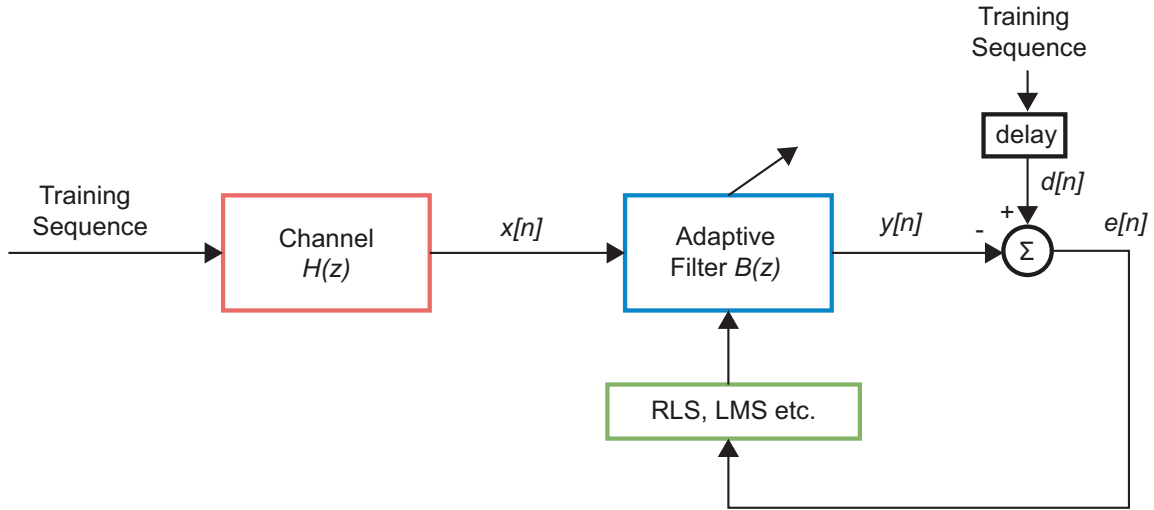 Training
Sequence
delay
d[n]
Training
Sequence
Channel
H(z)
x[n]
Adaptive
Filter B(z)
y[n]
+
-
Σ
e[n]
RLS, LMS etc.